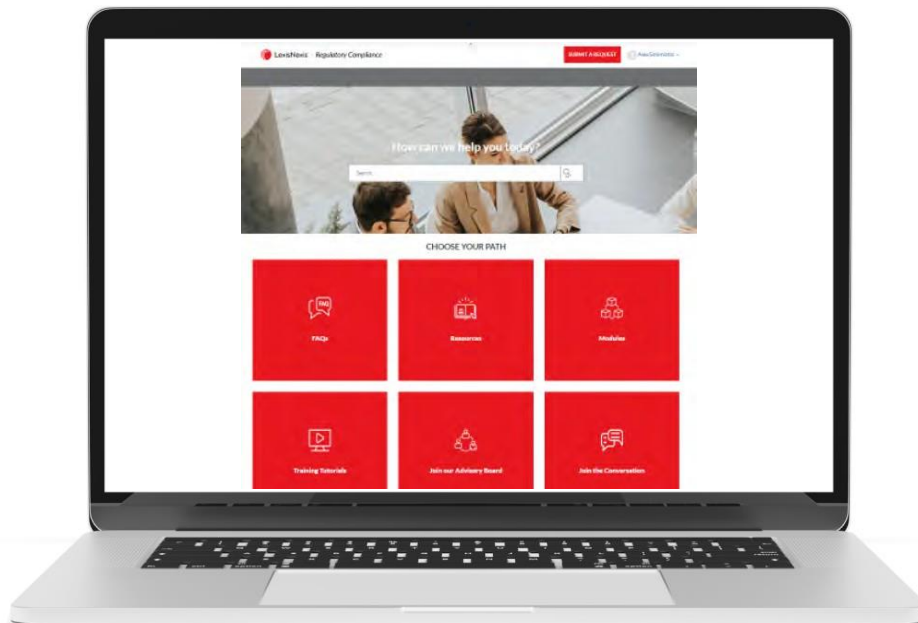 LexisNexis Regulatory Compliance
SUBMIT A REQUEST
How can we help you today?
Search
CHOOSE YOUR PATH
FAQ
FAQs
Resources
Modules
Training Tutorials
Join our Advisory Board
Join the Conversation